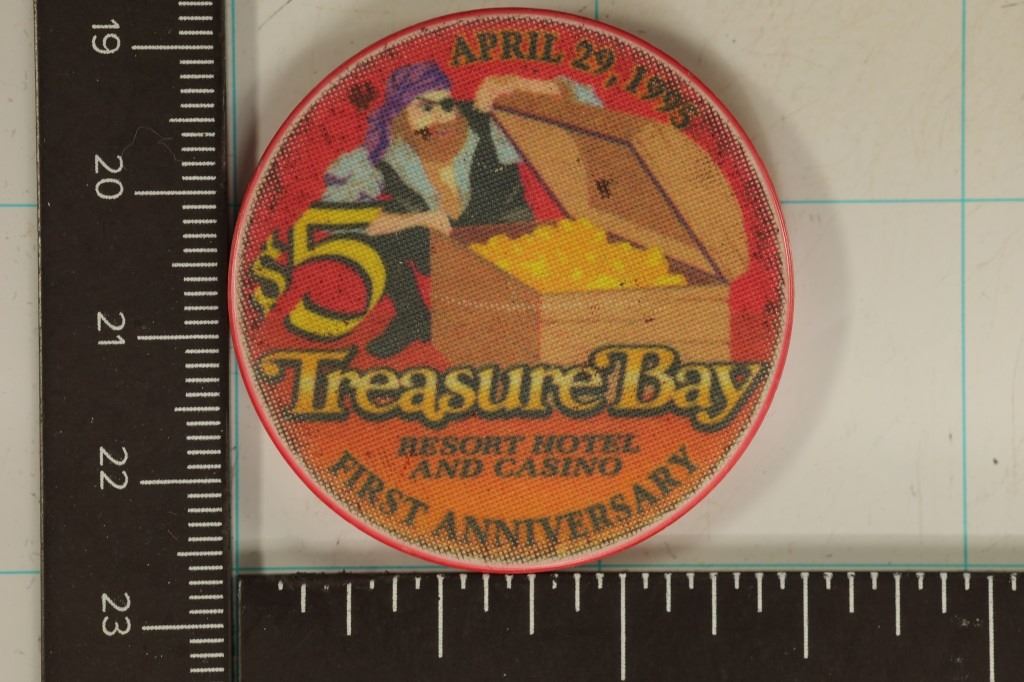 APRIL 29, 1995
$5
Treasure Bay
RESORT HOTEL
AND CASINO
FIRST ANNIVERSARY
19
20
21
22
23